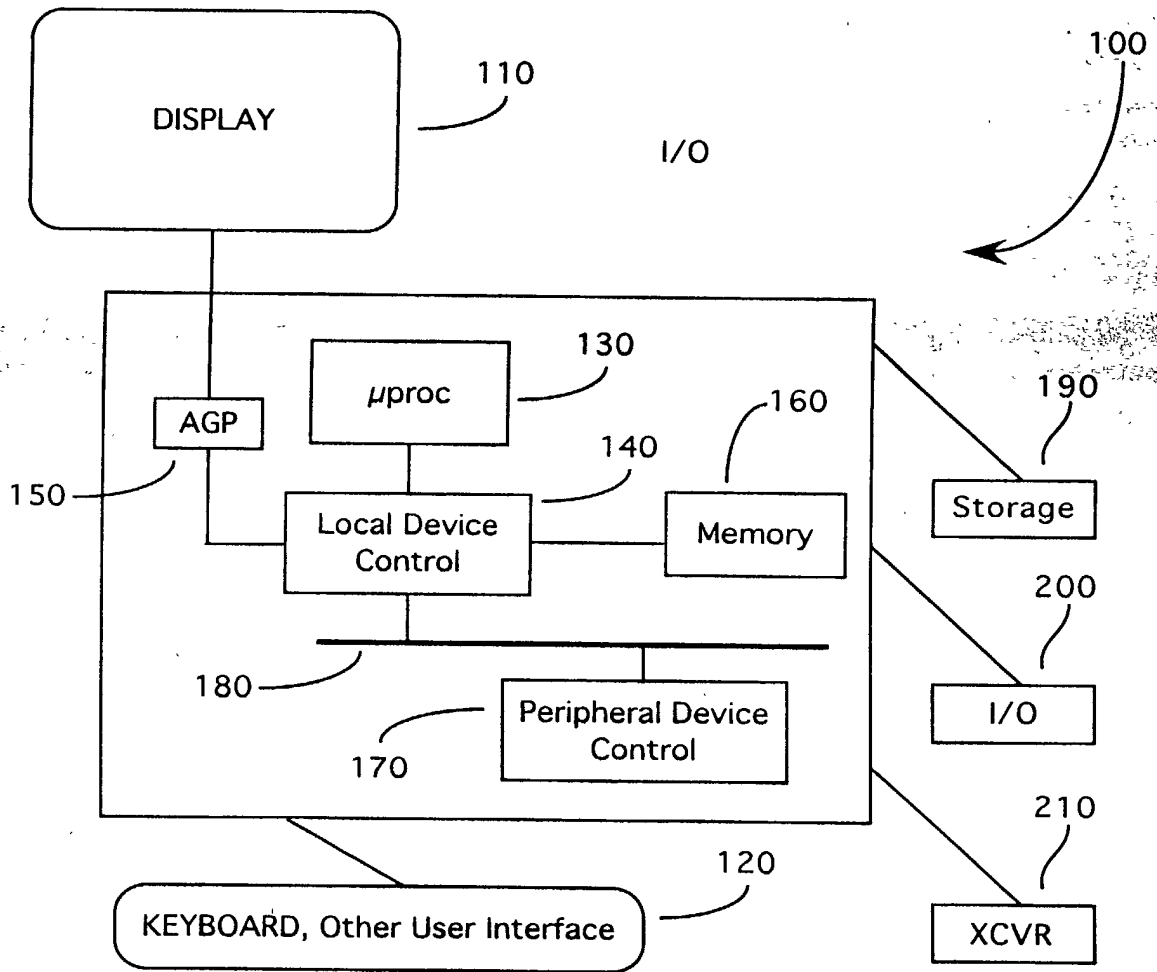 100
110
DISPLAY
I/O
130
µproc
160
190
AGP
140
150
Local Device
Control
Memory
Storage
200
180
Peripheral Device
Control
I/O
170
210
120
KEYBOARD, Other User Interface
XCVR